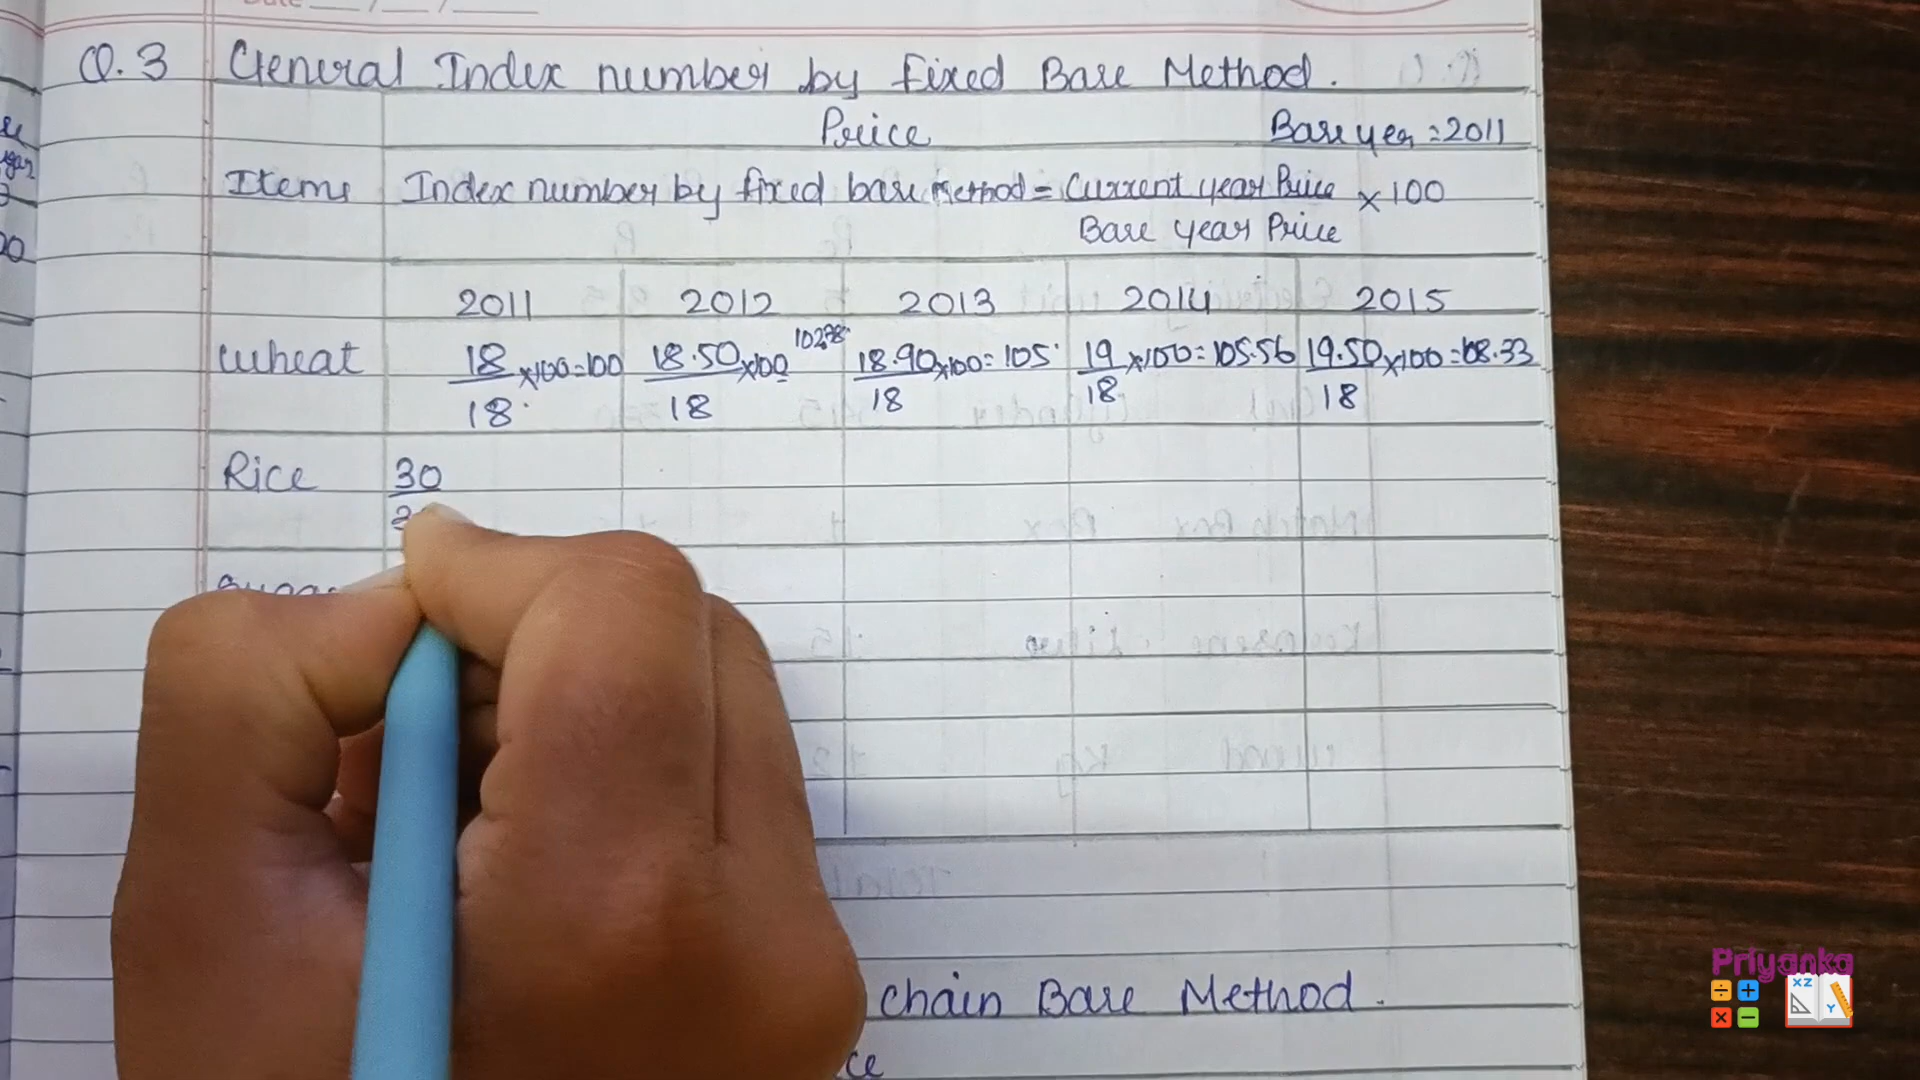 Date
Q.3 General Index number by fixed Base Method.
Price Base year = 2011
Items Index number by fixed base method = Current year Price × 100
Base year Price
2011 2012 2013 2014 2015
Wheat 18/18 ×100=100 18.50/18 ×100 102.78 18.90/18 ×100=105 19/18 ×100=105.56 19.50/18 ×100=108.33
Rice 30
chain Base Method.
ce
Priyanka
XZ
Y